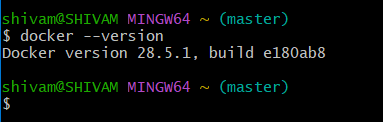 shivam@SHIVAM MINGW64 ~ (master)
$ docker --version
Docker version 28.5.1, build e180ab8
shivam@SHIVAM MINGW64 ~ (master)
$